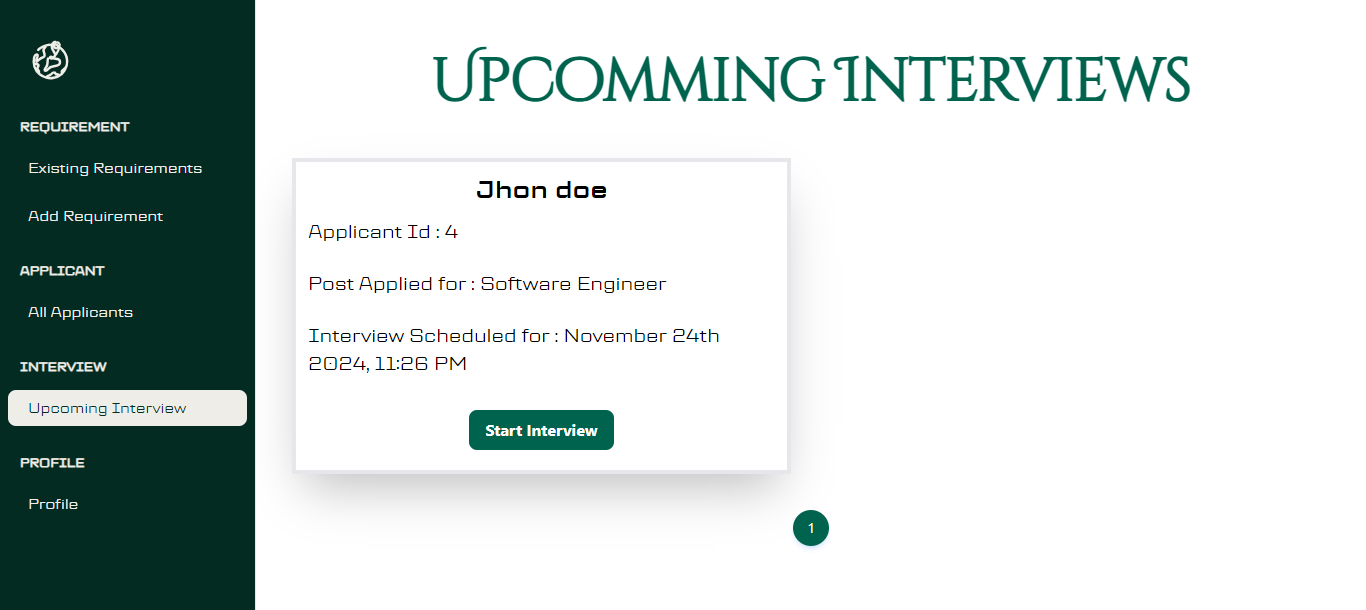 REQUIREMENT
Existing Requirements
Add Requirement
APPLICANT
All Applicants
INTERVIEW
Upcoming Interview
PROFILE
Profile
Upcomming Interviews
Jhon doe
Applicant Id : 4
Post Applied for : Software Engineer
Interview Scheduled for : November 24th
2024, 11:26 PM
Start Interview
1